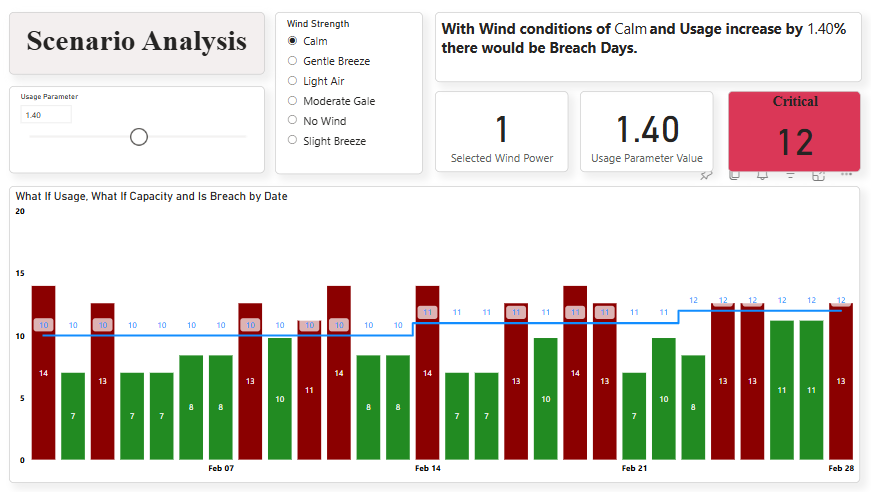 Scenario Analysis
Usage Parameter
1.40
Wind Strength
Calm
Gentle Breeze
Light Air
Moderate Gale
No Wind
Slight Breeze
With Wind conditions of Calm and Usage increase by 1.40%
there would be Breach Days.
1
Selected Wind Power
1.40
Usage Parameter Value
Critical
12
What If Usage, What If Capacity and Is Breach by Date
20
15
10
5
0
10 10 10 10 10 10 10 10 10 10 10 10 10 11 11 11 11 11 11 11 11 11 12 12 12 12 12 12
14 7 13 7 7 8 8 13 10 11 14 8 8 14 7 7 13 10 14 13 7 10 8 13 13 11 11 13
Feb 07 Feb 14 Feb 21 Feb 28